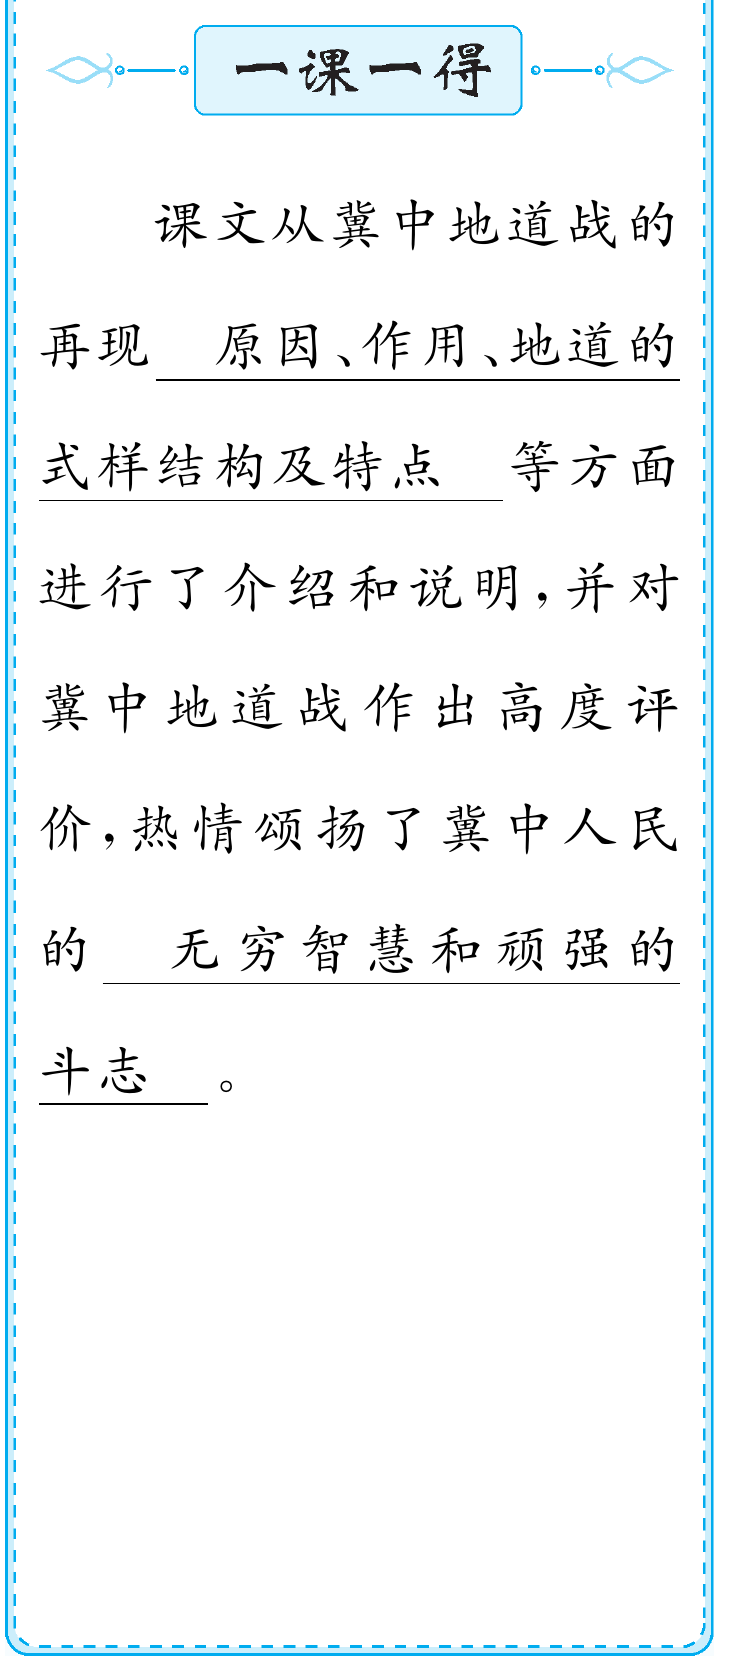 一课一得
课文从冀中地道战的
再现 原因、作用、地道的
式样结构及特点 等方面
进行了介绍和说明,并对
冀中地道战作出高度评
价,热情颂扬了冀中人民
的 无穷智慧和顽强的
斗志 。